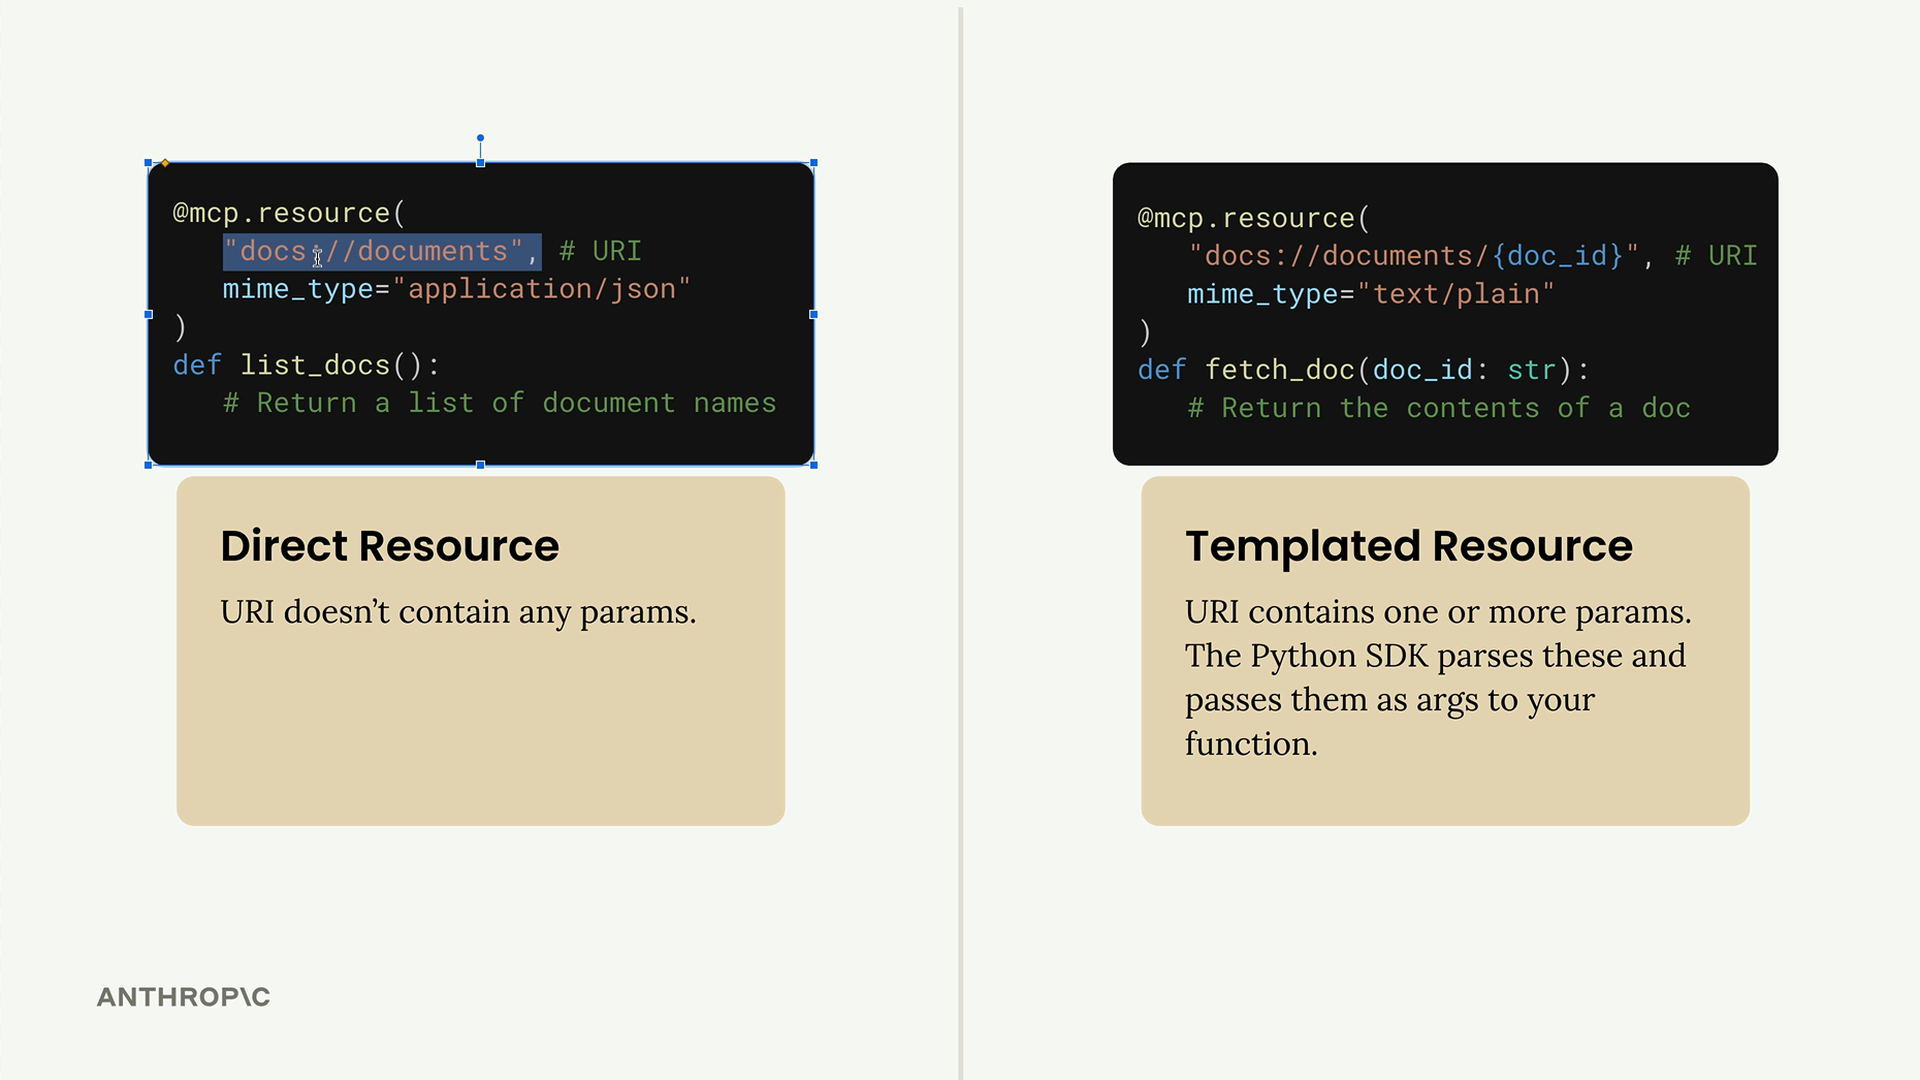 @mcp.resource(
"docs://documents", # URI
mime_type="application/json"
)
def list_docs():
# Return a list of document names
Direct Resource
URI doesn’t contain any params.
@mcp.resource(
"docs://documents/{doc_id}", # URI
mime_type="text/plain"
)
def fetch_doc(doc_id: str):
# Return the contents of a doc
Templated Resource
URI contains one or more params.
The Python SDK parses these and
passes them as args to your
function.
ANTHROP\C